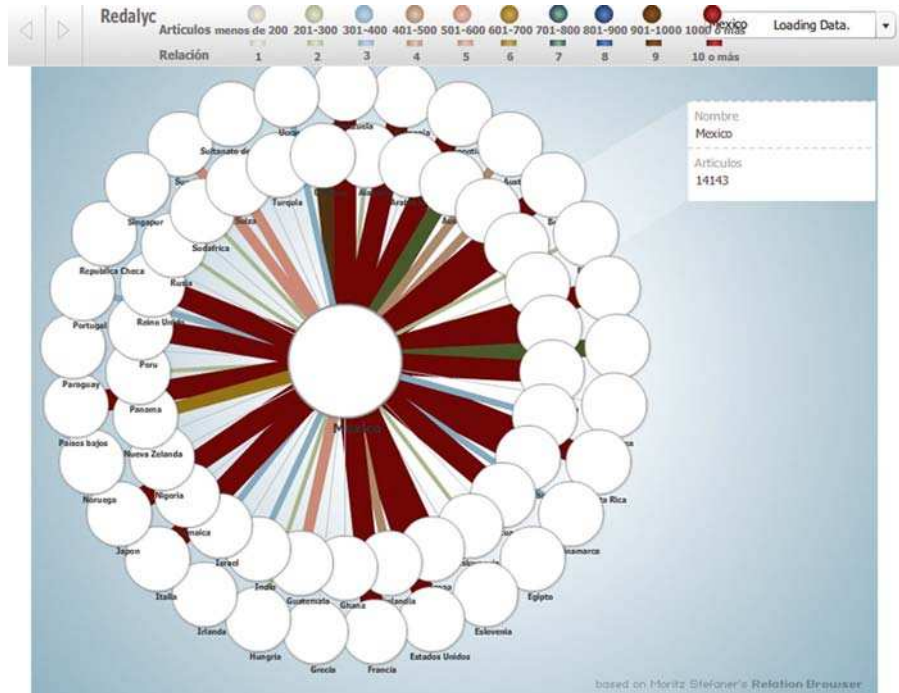 Redalyc
Articulos menos de 200 201-300 301-400 401-500 501-600 601-700 701-800 801-900 901-1000 1000 o más
Relación 1 2 3 4 5 6 7 8 9 10 o más
Mexico Loading Data.
Nombre
Mexico
Articulos
14143
Sultanato de
Turquia
Singapur
Suiza
Sudafrica
Republica Checa
Rusia
Portugal
Reino Unido
Peru
Paraguay
Panama
Paises bajos
Nueva Zelanda
Noruega
Nigeria
Japon
Israel
Italia
India
Irlanda
Guatemala
Ghana
Hungria
Grecia
Francia
Estados Unidos
Eslovenia
Egipto
Mexico
based on Moritz Stefaner's Relation Browser